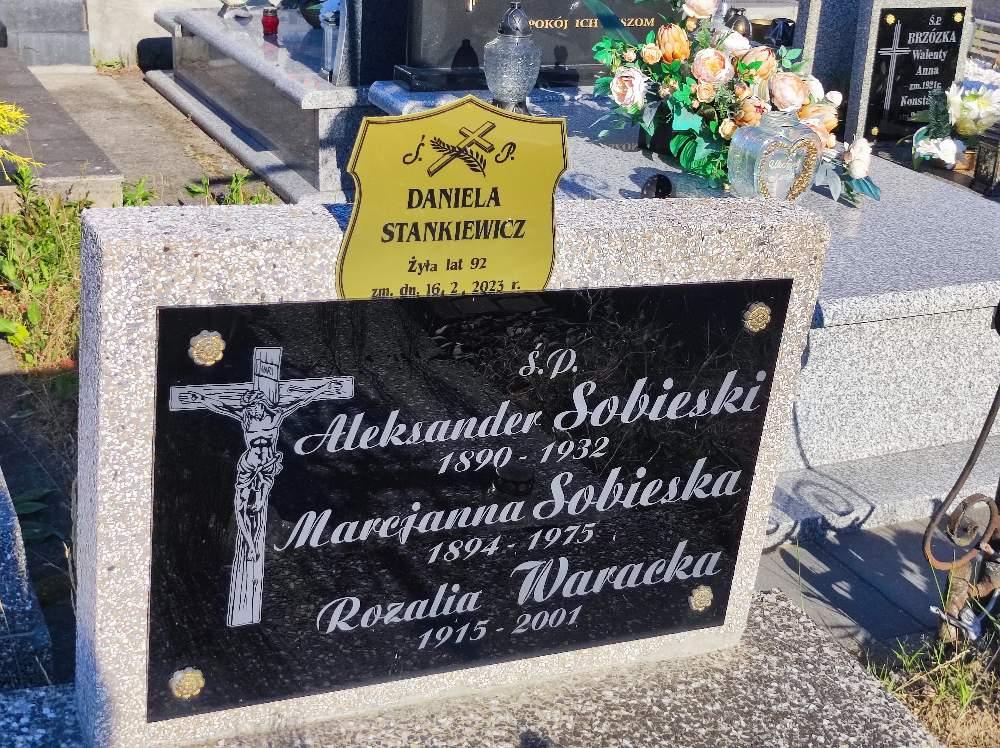 POKÓJ ICH DUSZOM
Ś.P.
BRZÓZKA
Walenty
Anna
Ś. P.
DANIELA
STANKIEWICZ
Żyła lat 92
zm. dn. 16. 2. 2023 r.
Ś.P.
Aleksander Sobieski
1890 - 1932
Marcjanna Sobieska
1894 - 1975
Rozalia Waracka
1915 - 2001